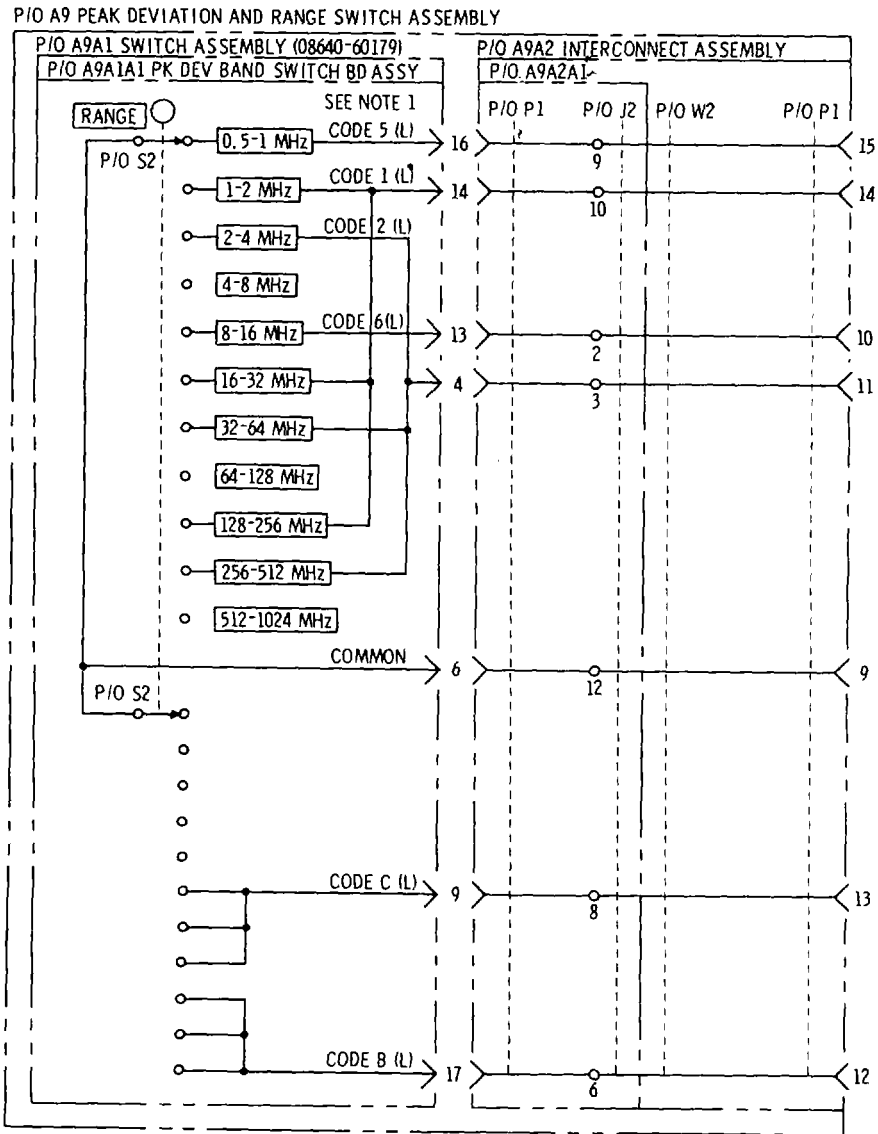 P/O A9 PEAK DEVIATION AND RANGE SWITCH ASSEMBLY
P/O A9A1 SWITCH ASSEMBLY (08640-60179)
P/O A9A2 INTERCONNECT ASSEMBLY
P/O A9A1A1 PK DEV BAND SWITCH BD ASSY
P/O A9A2A1
SEE NOTE 1
P/O P1 P/O J2 P/O W2 P/O P1
RANGE
P/O S2
0.5-1 MHz CODE 5 (L) 16 9 15
1-2 MHz CODE 1 (L) 14 10 14
2-4 MHz CODE 2 (L)
4-8 MHz
8-16 MHz CODE 6(L) 13 2 10
16-32 MHz 4 3 11
32-64 MHz
64-128 MHz
128-256 MHz
256-512 MHz
512-1024 MHz
COMMON 6 12 9
P/O S2
CODE C (L) 9 8 13
CODE B (L) 17 6 12